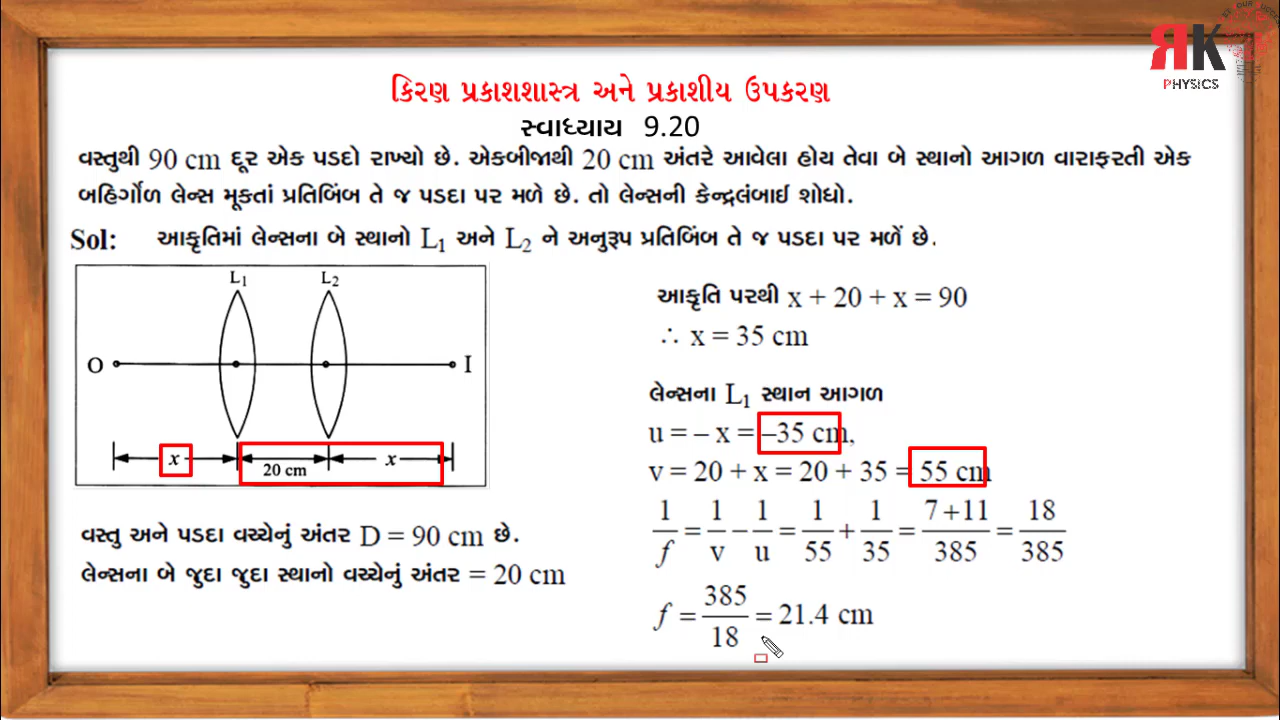 ЯK
PHYSICS
કિરણ પ્રકાશશાસ્ત્ર અને પ્રકાશીય ઉપકરણ
સ્વાધ્યાય 9.20
વસ્તુથી 90 cm દૂર એક પડદો રાખ્યો છે. એકબીજાથી 20 cm અંતરે આવેલા હોય તેવા બે સ્થાનો આગળ વારાફરતી એક
બહિર્ગોળ લેન્સ મૂકતાં પ્રતિબિંબ તે જ પડદા પર મળે છે. તો લેન્સની કેન્દ્રલંબાઈ શોધો.
Sol: આકૃતિમાં લેન્સના બે સ્થાનો L₁ અને L₂ ને અનુરૂપ પ્રતિબિંબ તે જ પડદા પર મળેં છે.
L₁ L₂
O I
x 20 cm x
વસ્તુ અને પડદા વચ્ચેનું અંતર D = 90 cm છે.
લેન્સના બે જુદા જુદા સ્થાનો વચ્ચેનું અંતર = 20 cm
આકૃતિ પરથી x + 20 + x = 90
∴ x = 35 cm
લેન્સના L₁ સ્થાન આગળ
u = – x = –35 cm,
v = 20 + x = 20 + 35 = 55 cm
1/f = 1/v − 1/u = 1/55 + 1/35 = 7+11/385 = 18/385
f = 385/18 = 21.4 cm